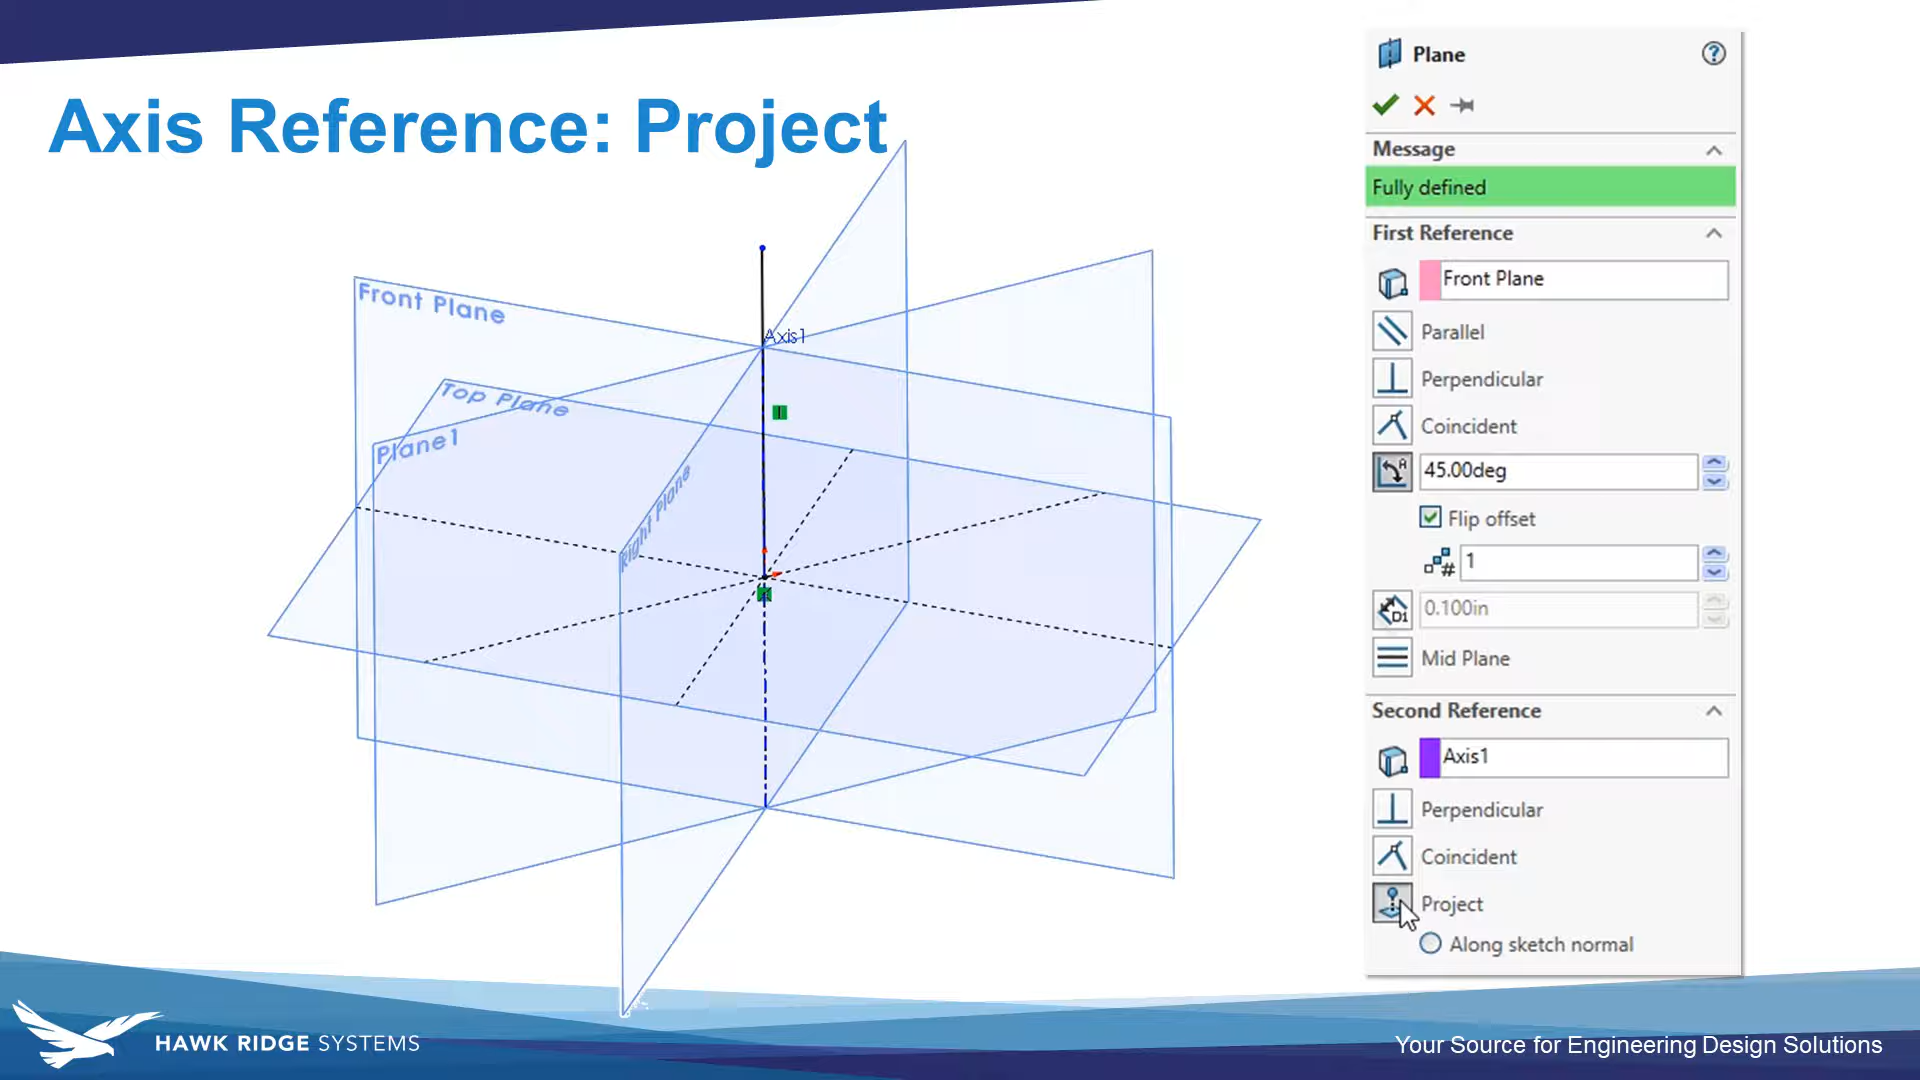 Axis Reference: Project
Front Plane
Axis1
Top Plane
Plane1
Right Plane
Plane
Message
Fully defined
First Reference
Front Plane
Parallel
Perpendicular
Coincident
45.00deg
Flip offset
1
0.100in
Mid Plane
Second Reference
Axis1
Perpendicular
Coincident
Project
Along sketch normal
HAWK RIDGE SYSTEMS
Your Source for Engineering Design Solutions